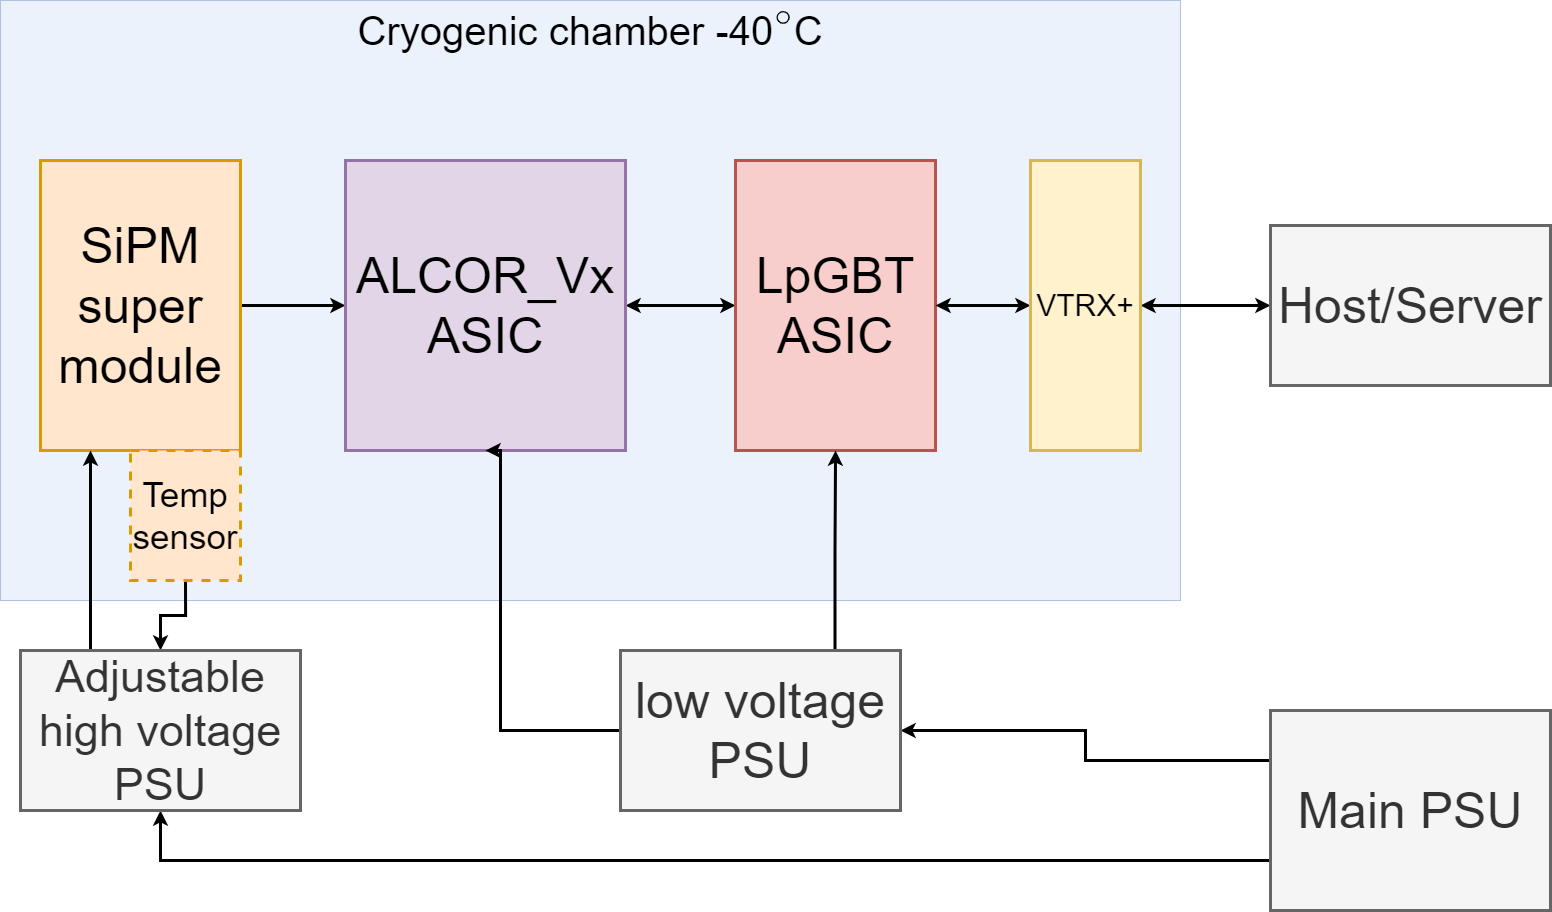 Cryogenic chamber -40°C
SiPM
super
module
ALCOR_Vx
ASIC
LpGBT
ASIC
VTRX+
Host/Server
Temp
sensor
Adjustable
high voltage
PSU
low voltage
PSU
Main PSU